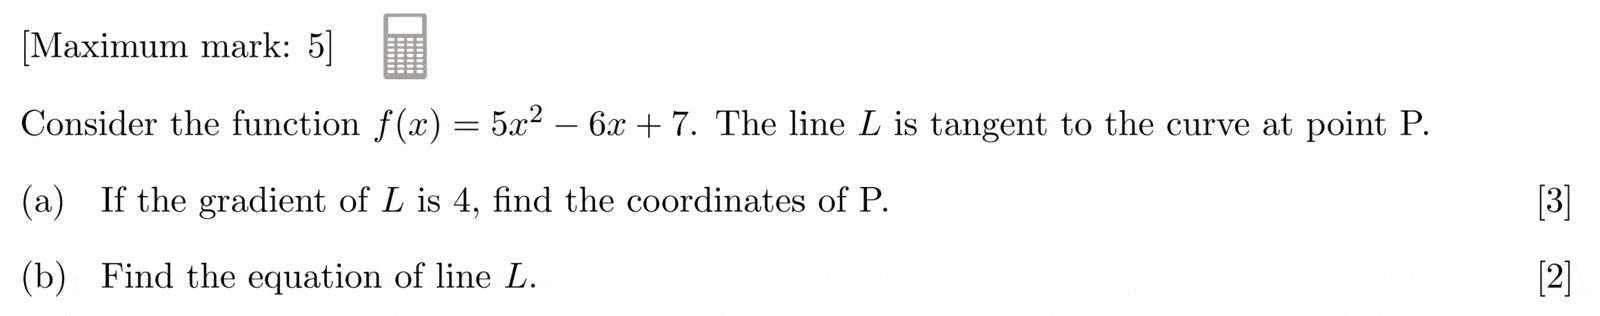 [Maximum mark: 5]
Consider the function f(x) = 5x² − 6x + 7. The line L is tangent to the curve at point P.
(a) If the gradient of L is 4, find the coordinates of P. [3]
(b) Find the equation of line L. [2]